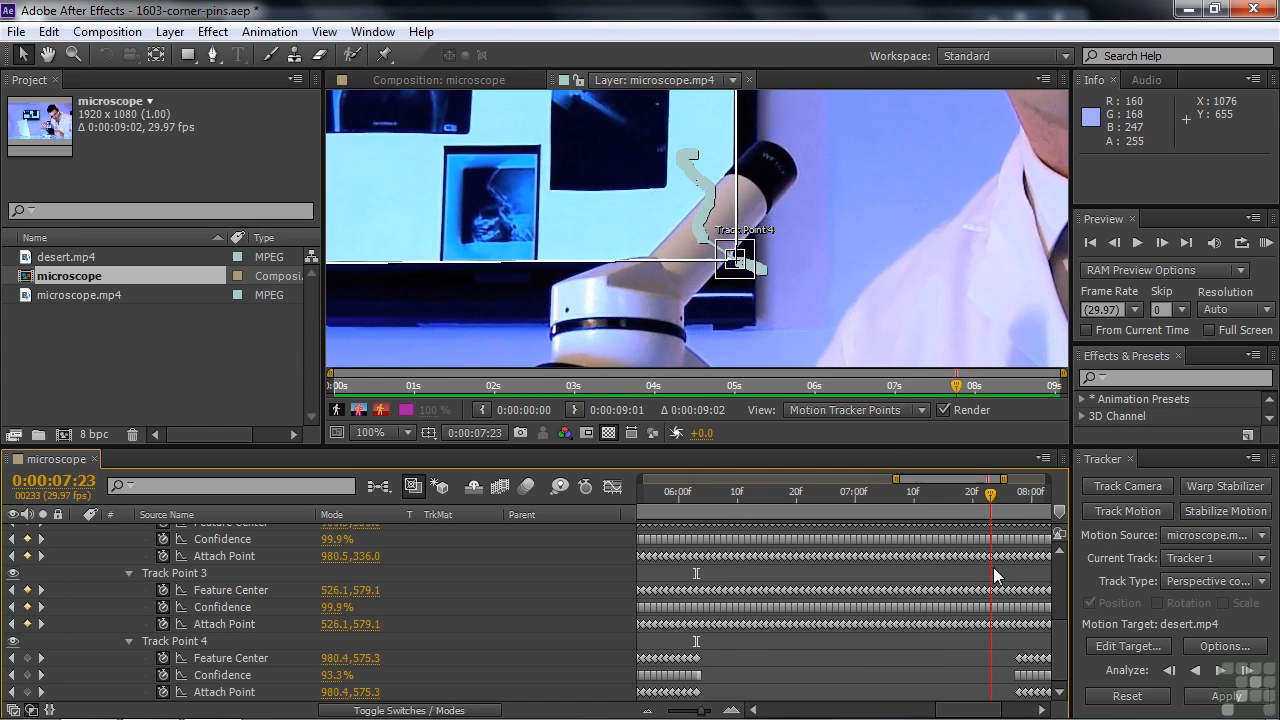 Ae Adobe After Effects - 1603-corner-pins.aep *
File Edit Composition Layer Effect Animation View Window Help
Workspace: Standard Search Help
Project
Composition: microscope
Layer: microscope.mp4
Info Audio
microscope
1920 x 1080 (1.00)
Δ 0:00:09:02, 29.97 fps
R : 160
G : 168
B : 247
A : 255
X : 1076
Y : 655
Name Type
desert.mp4 MPEG
microscope Composi...
microscope.mp4 MPEG
8 bpc
Track Point 4
0:00s 01s 02s 03s 04s 05s 06s 07s 08s 09s
100 % 0:00:00:00 0:00:09:01 Δ 0:00:09:02 View: Motion Tracker Points Render
100% 0:00:07:23 +0.0
Preview
RAM Preview Options
Frame Rate Skip Resolution
(29.97) 0 Auto
From Current Time Full Screen
Effects & Presets
* Animation Presets
3D Channel
microscope
0:00:07:23
00233 (29.97 fps)
06:00f 10f 20f 07:00f 10f 20f 08:00f
# Source Name Mode T TrkMat Parent
Confidence 99.9%
Attach Point 980.5,336.0
Track Point 3
Feature Center 526.1,579.1
Confidence 99.9%
Attach Point 526.1,579.1
Track Point 4
Feature Center 980.4,575.3
Confidence 93.3%
Attach Point 980.4,575.3
Toggle Switches / Modes
Tracker
Track Camera Warp Stabilizer
Track Motion Stabilize Motion
Motion Source: microscope.m...
Current Track: Tracker 1
Track Type: Perspective co...
Position Rotation Scale
Motion Target: desert.mp4
Edit Target... Options...
Analyze:
Reset Apply